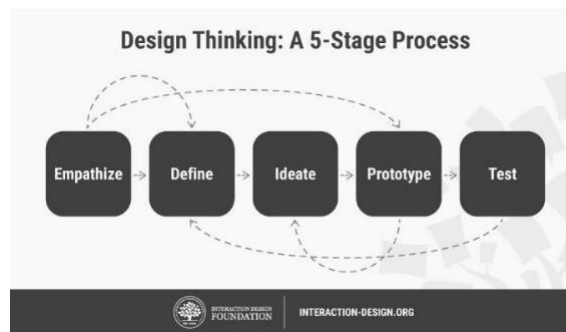 Design Thinking: A 5-Stage Process
Empathize
Define
Ideate
Prototype
Test
INTERACTION DESIGN
FOUNDATION
INTERACTION-DESIGN.ORG